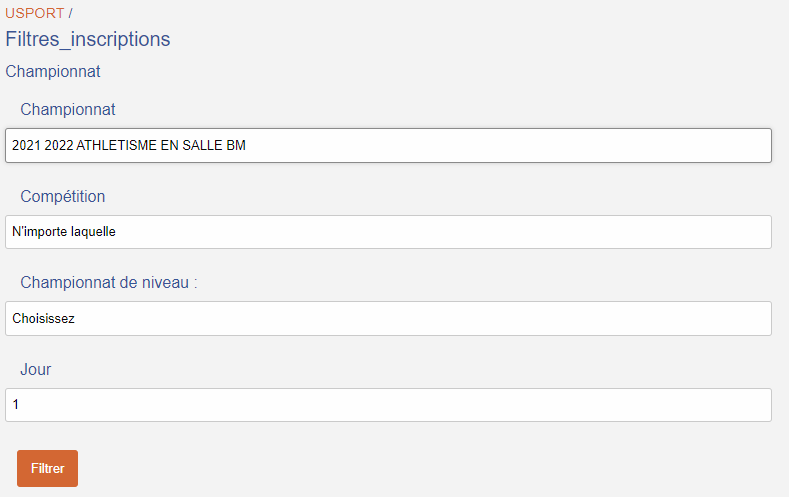 USPORT /
Filtres_inscriptions
Championnat
Championnat
2021 2022 ATHLETISME EN SALLE BM
Compétition
N'importe laquelle
Championnat de niveau :
Choisissez
Jour
1
Filtrer